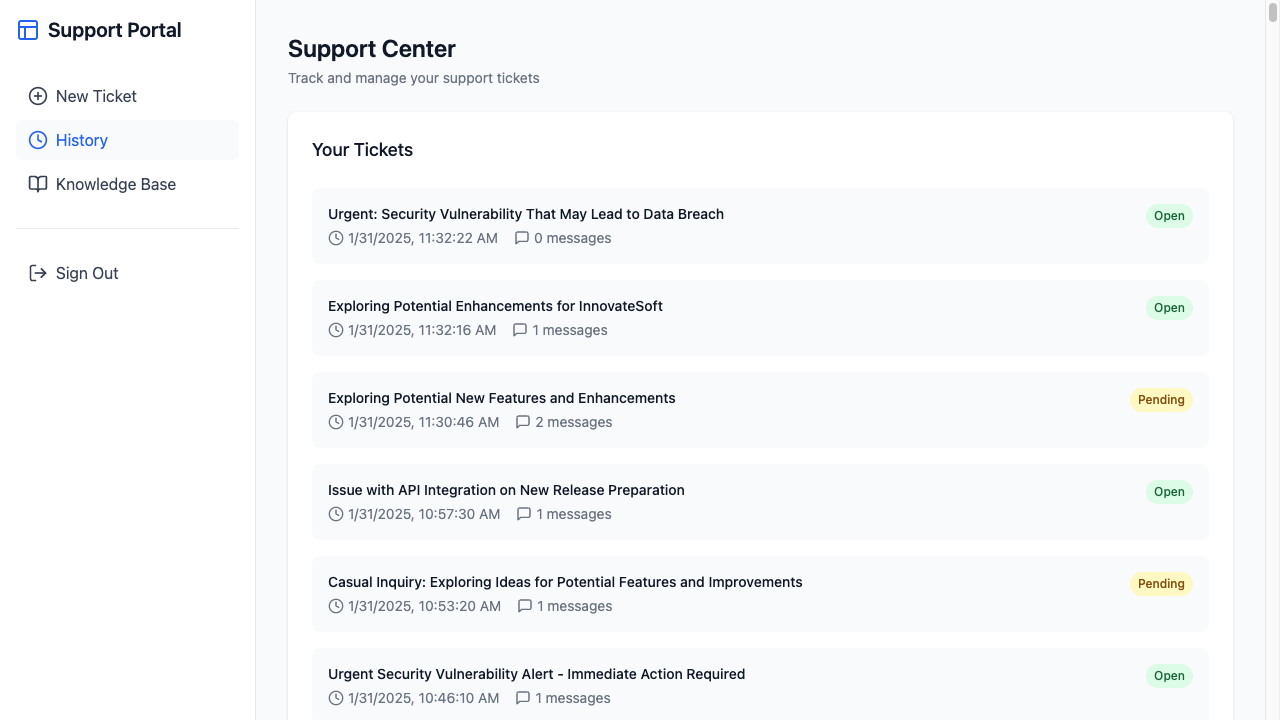 Support Portal
New Ticket
History
Knowledge Base
Sign Out
Support Center
Track and manage your support tickets
Your Tickets
Urgent: Security Vulnerability That May Lead to Data Breach
Open
1/31/2025, 11:32:22 AM 0 messages
Exploring Potential Enhancements for InnovateSoft
Open
1/31/2025, 11:32:16 AM 1 messages
Exploring Potential New Features and Enhancements
Pending
1/31/2025, 11:30:46 AM 2 messages
Issue with API Integration on New Release Preparation
Open
1/31/2025, 10:57:30 AM 1 messages
Casual Inquiry: Exploring Ideas for Potential Features and Improvements
Pending
1/31/2025, 10:53:20 AM 1 messages
Urgent Security Vulnerability Alert - Immediate Action Required
Open
1/31/2025, 10:46:10 AM 1 messages